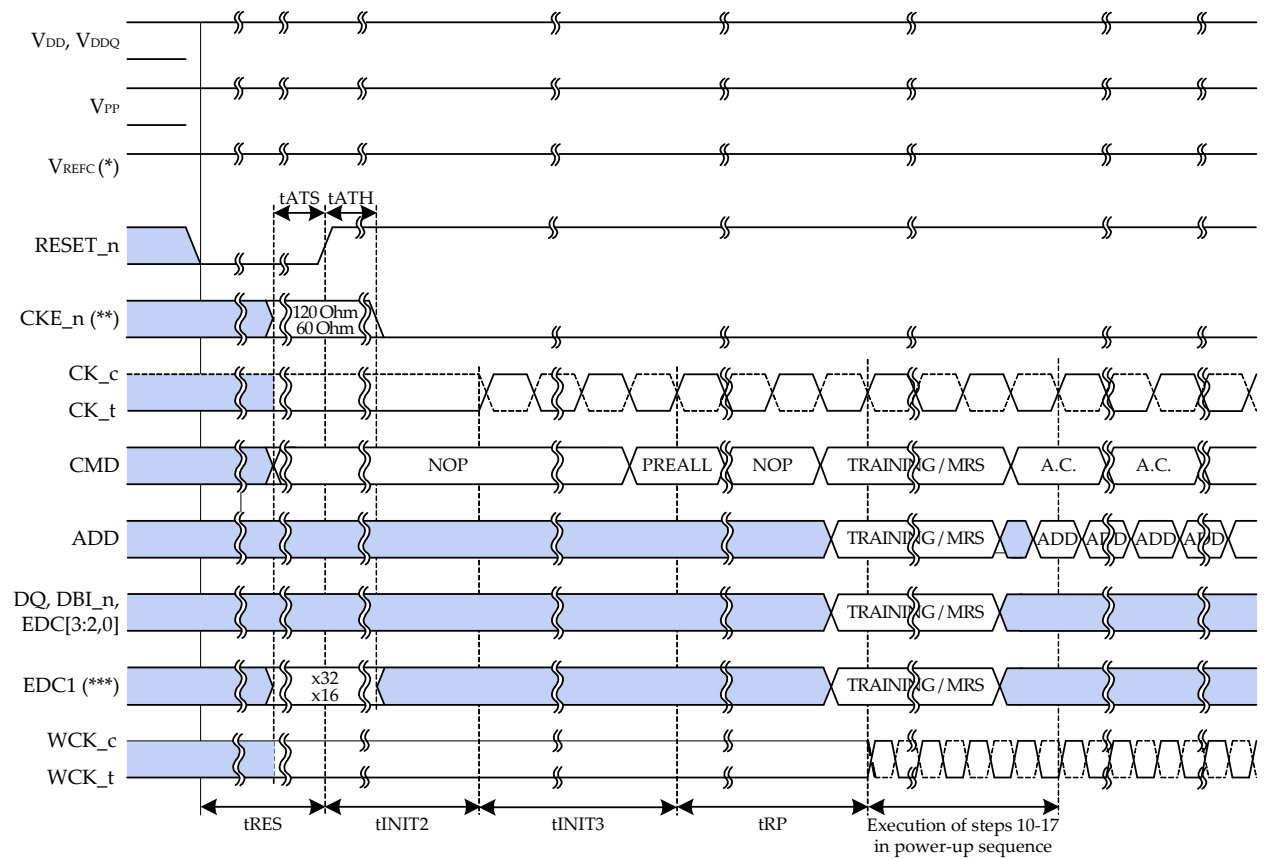 VDD, VDDQ
VPP
VREFC (*)
tATS tATH
RESET_n
CKE_n (**) 120 Ohm
60 Ohm
CK_c
CK_t
CMD NOP PREALL NOP TRAINING/MRS A.C. A.C.
ADD TRAINING/MRS ADD ADD ADD ADD
DQ, DBI_n,
EDC[3:2,0] TRAINING/MRS
EDC1 (***) x32
x16 TRAINING/MRS
WCK_c
WCK_t
tRES tINIT2 tINIT3 tRP Execution of steps 10-17
in power-up sequence